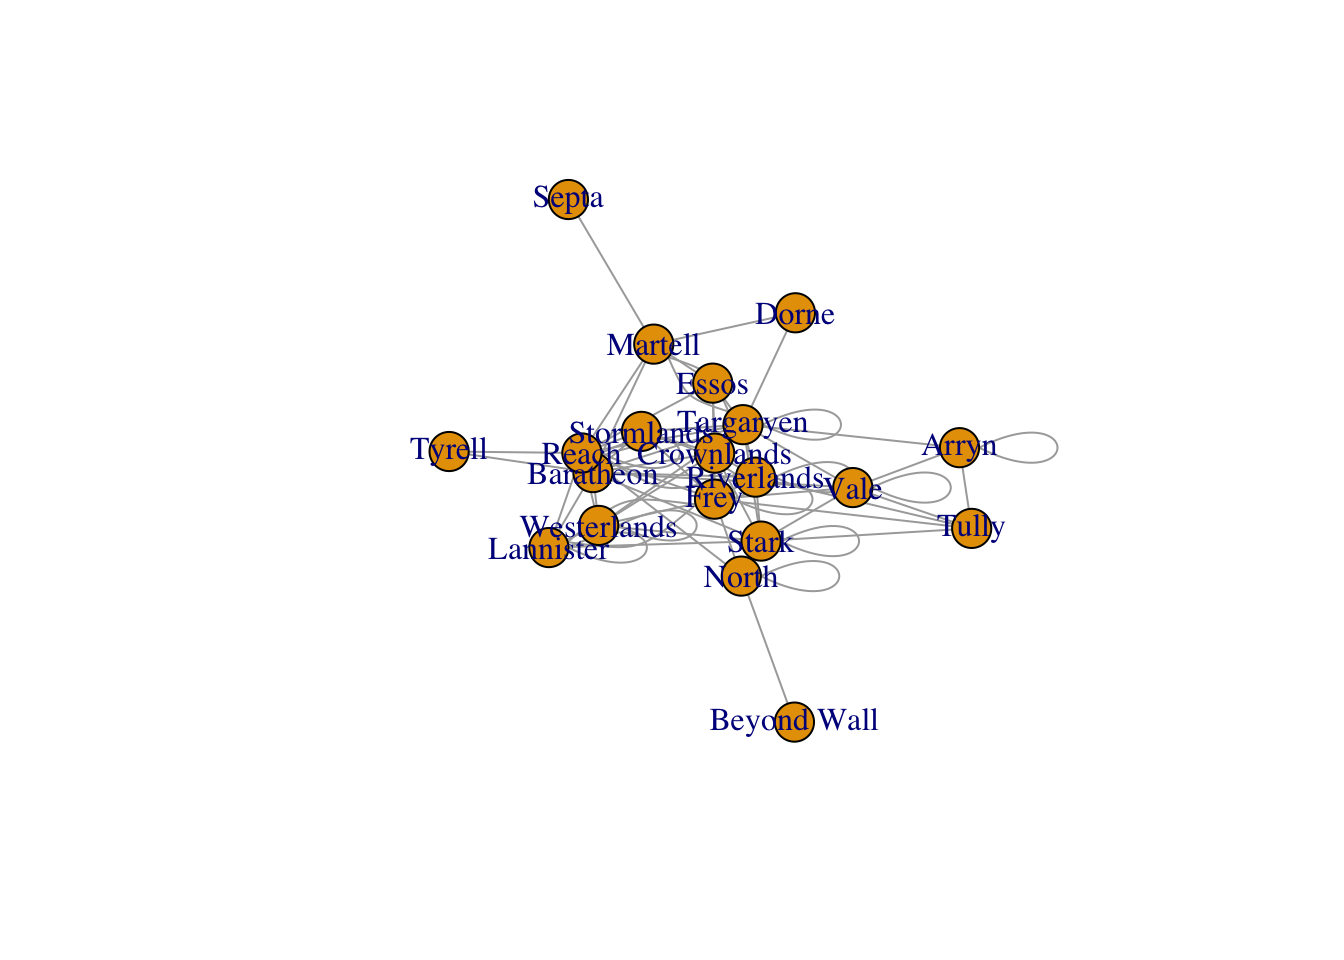 Septa
Dorne
Martell
Essos
Targaryen
Stormlands
Arryn
Tyrell
Reach
Crownlands
Baratheon
Riverlands
Vale
Frey
Westerlands
Tully
Stark
Lannister
North
Beyond Wall